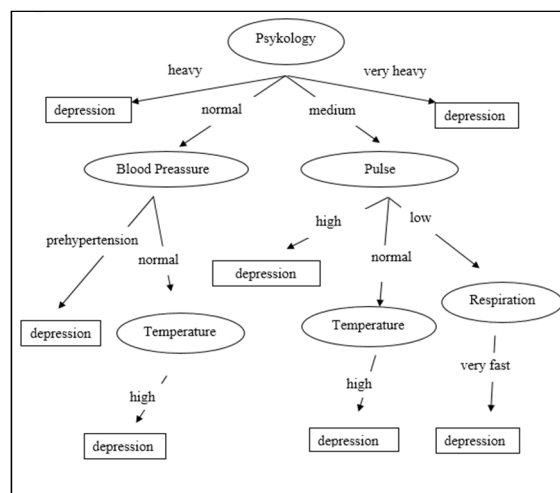 Psykology
heavy
very heavy
depression
normal
medium
depression
Blood Preassure
Pulse
high
low
prehypertension
normal
depression
normal
Respiration
depression
Temperature
Temperature
very fast
high
high
depression
depression
depression